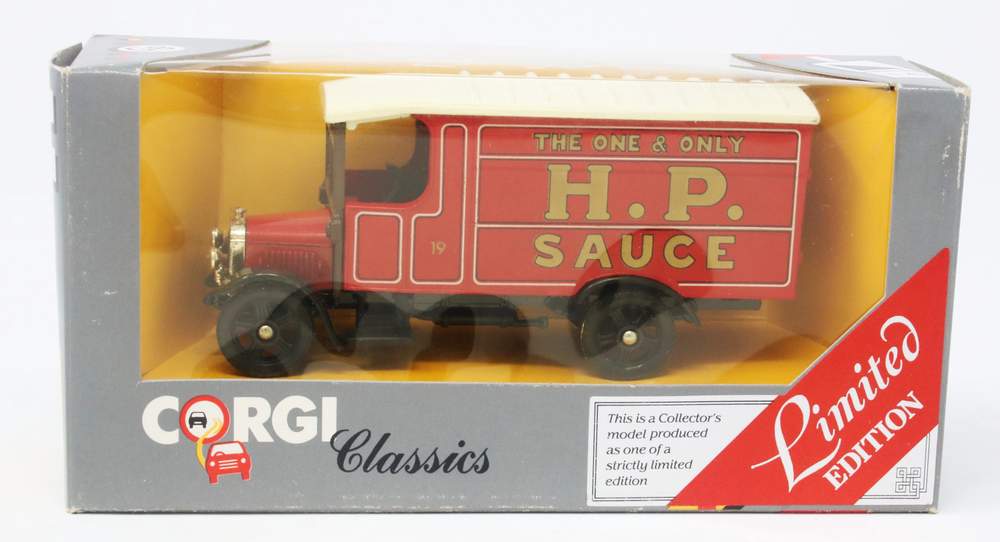 THE ONE & ONLY
H.P.
SAUCE
19
CORGI
Classics
This is a Collector's
model produced
as one of a
strictly limited
edition
Limited
EDITION